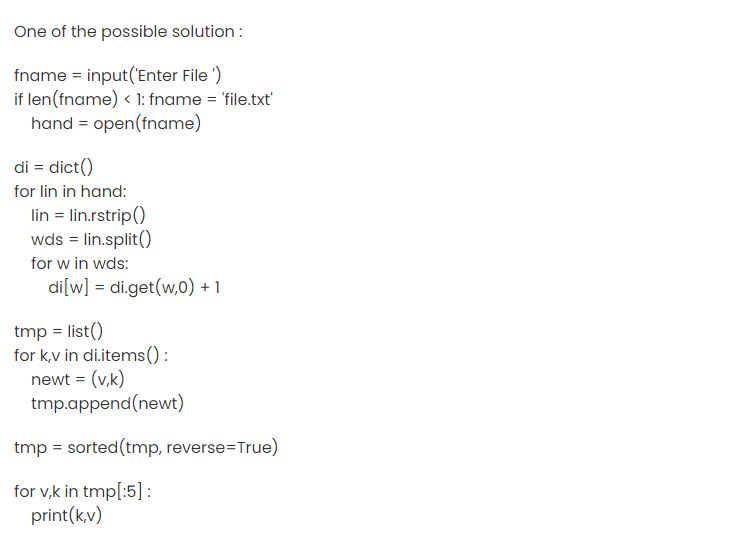 One of the possible solution :
fname = input('Enter File ')
if len(fname) < 1: fname = 'file.txt'
    hand = open(fname)
di = dict()
for lin in hand:
    lin = lin.rstrip()
    wds = lin.split()
    for w in wds:
        di[w] = di.get(w,0) + 1
tmp = list()
for k,v in di.items() :
    newt = (v,k)
    tmp.append(newt)
tmp = sorted(tmp, reverse=True)
for v,k in tmp[:5] :
    print(k,v)